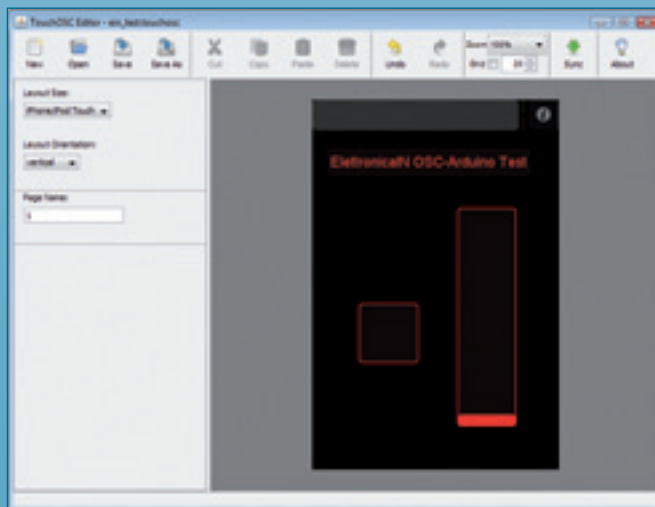 TouchOSC Editor - ein_test.touchosc
New Open Save Save As Cut Copy Paste Delete Undo Redo Zoom 100% Sync About
Grid
Layout Size:
iPhone/iPod Touch
Layout Orientation:
vertical
Page Name:
1
ElettronicaIN OSC-Arduino Test